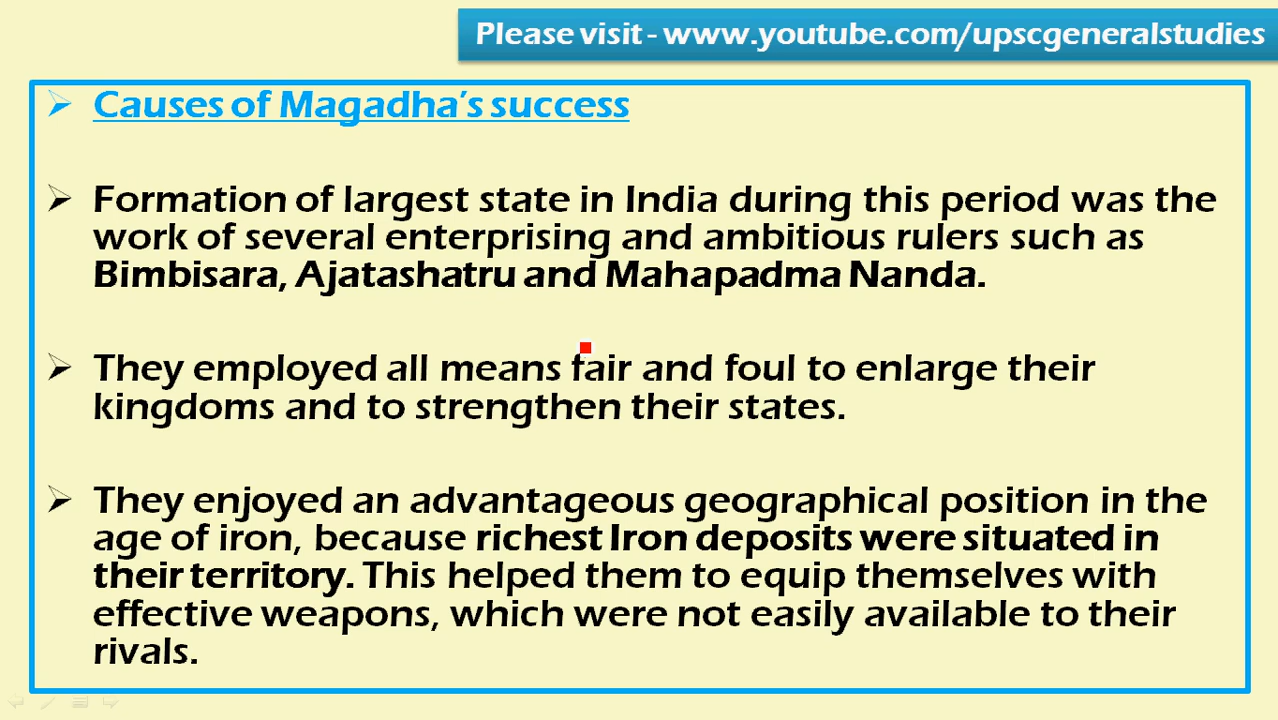 Please visit - www.youtube.com/upscgeneralstudies
Causes of Magadha's success
Formation of largest state in India during this period was the
work of several enterprising and ambitious rulers such as
Bimbisara, Ajatashatru and Mahapadma Nanda.
They employed all means fair and foul to enlarge their
kingdoms and to strengthen their states.
They enjoyed an advantageous geographical position in the
age of iron, because richest Iron deposits were situated in
their territory. This helped them to equip themselves with
effective weapons, which were not easily available to their
rivals.